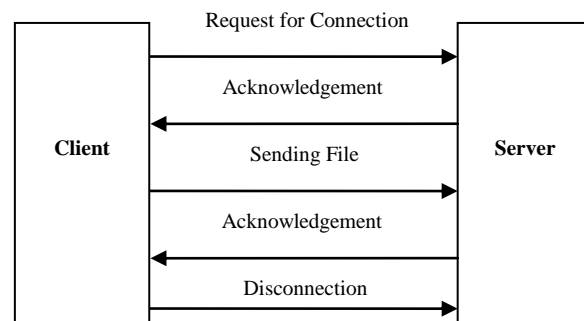 Request for Connection
Acknowledgement
Client
Sending File
Server
Acknowledgement
Disconnection